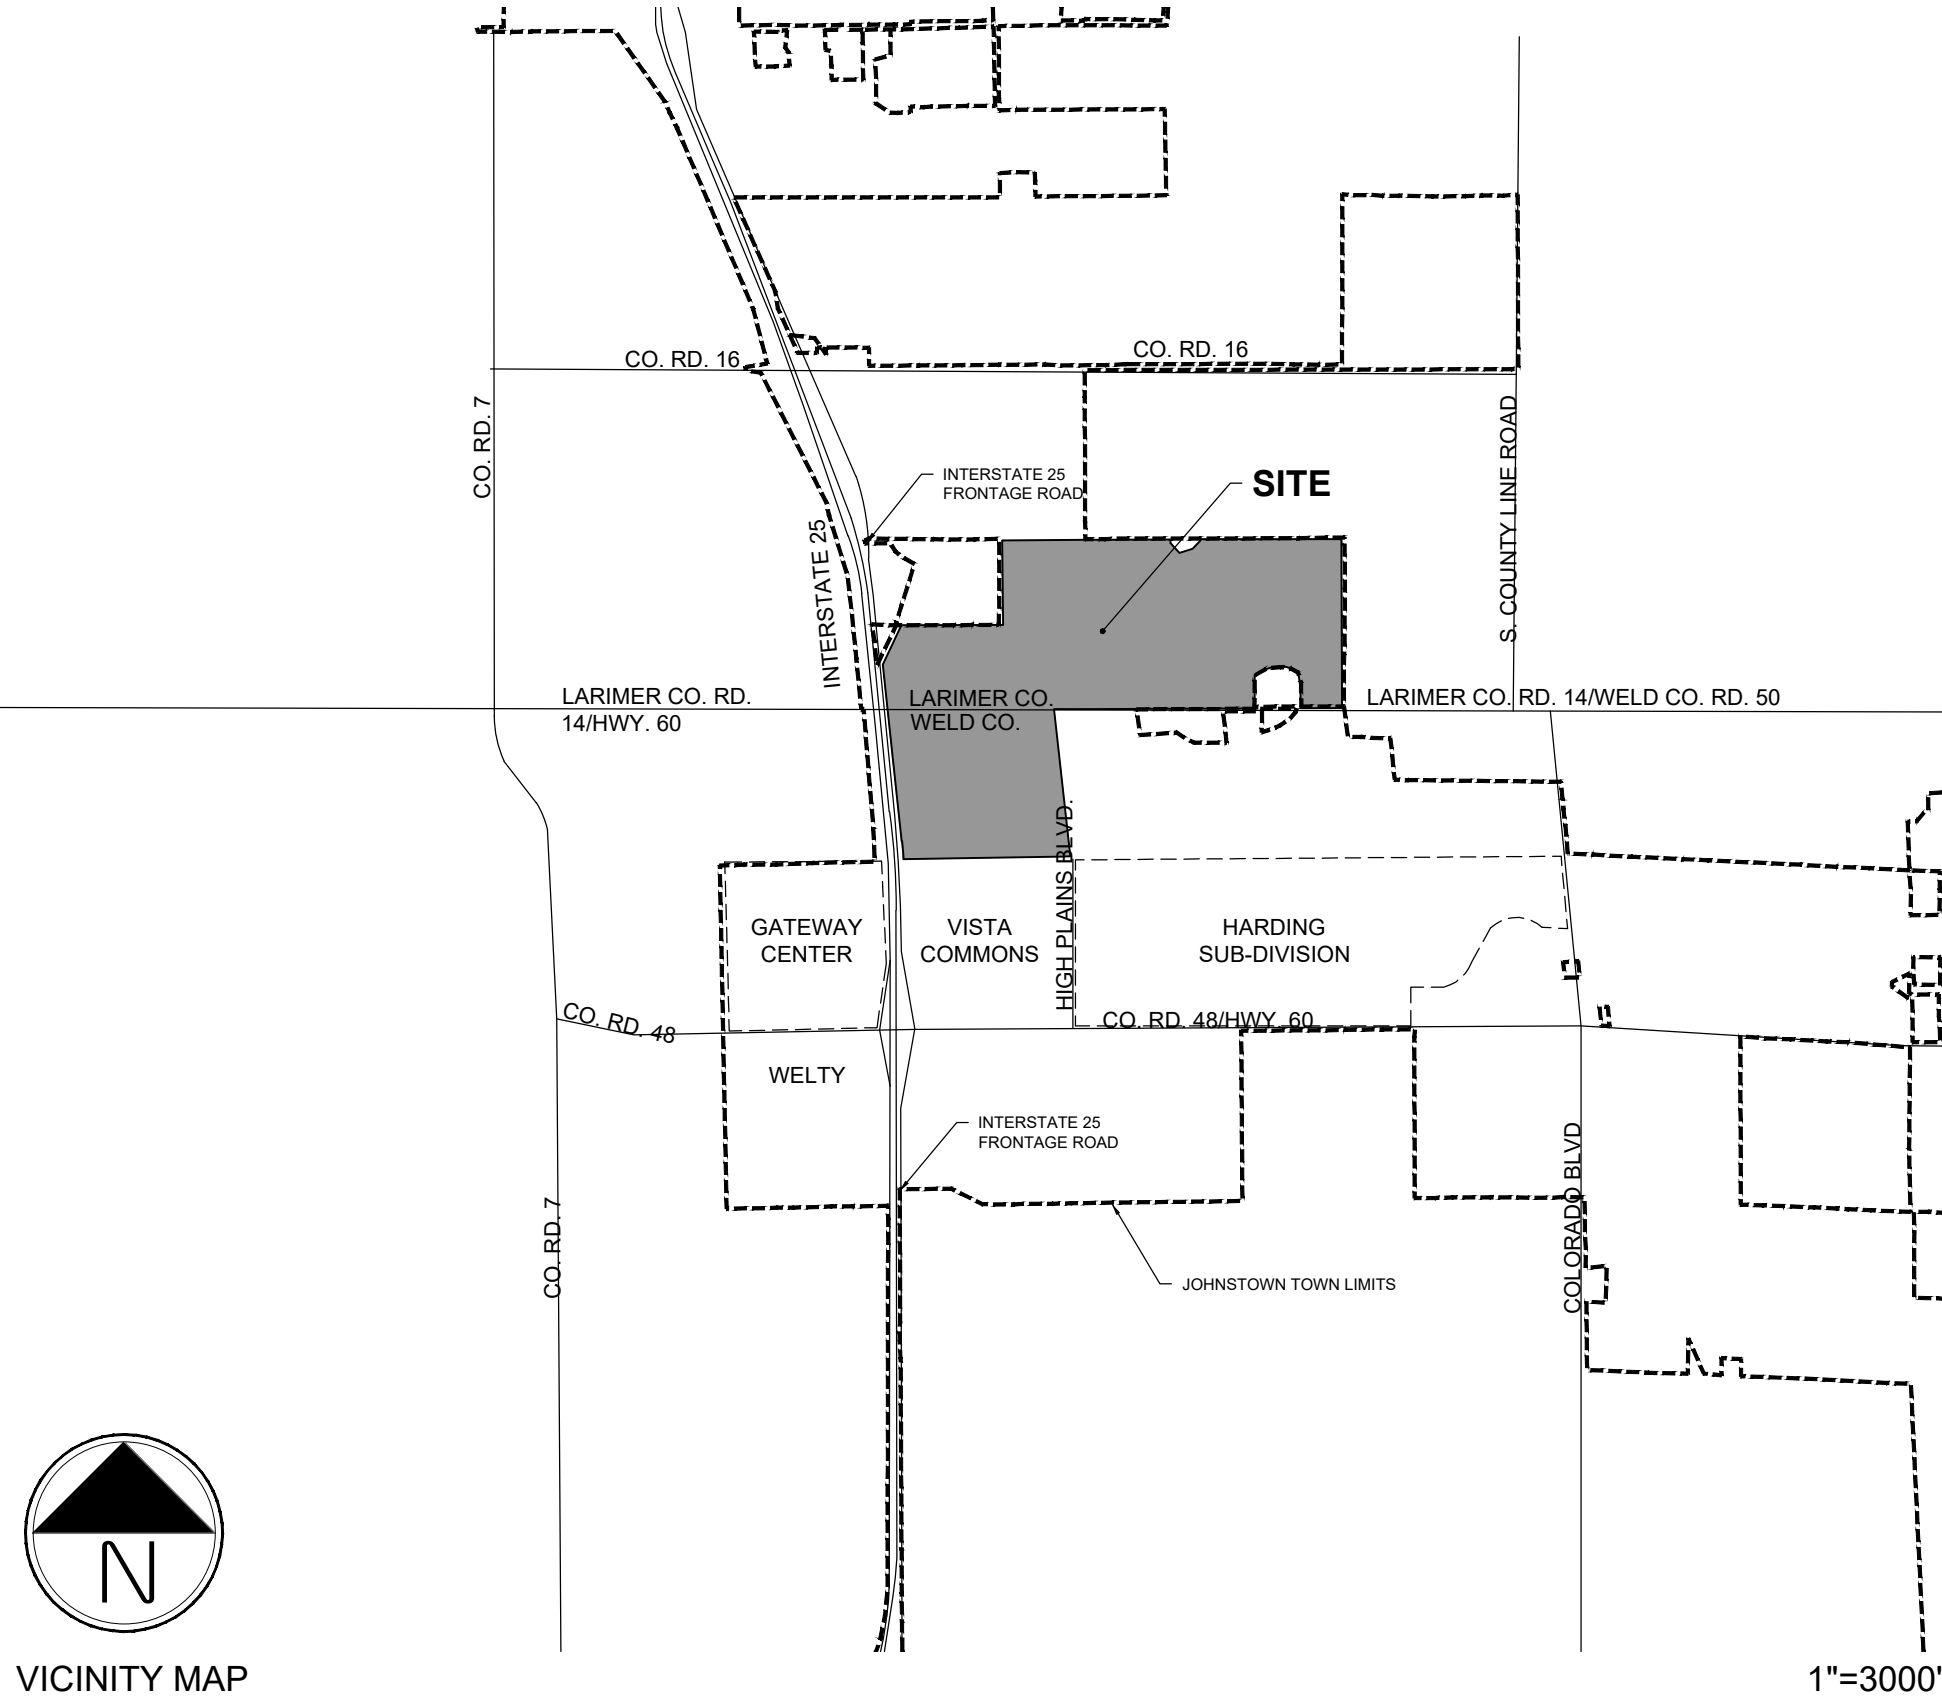 CO. RD. 16
CO. RD. 16
CO. RD. 7
S. COUNTY LINE ROAD
INTERSTATE 25
FRONTAGE ROAD
SITE
INTERSTATE 25
LARIMER CO. RD.
14/HWY. 60
LARIMER CO.
WELD CO.
LARIMER CO. RD. 14/WELD CO. RD. 50
HIGH PLAINS BLVD.
GATEWAY
CENTER
VISTA
COMMONS
HARDING
SUB-DIVISION
CO. RD. 48
CO. RD. 48/HWY. 60
WELTY
INTERSTATE 25
FRONTAGE ROAD
COLORADO BLVD
CO. RD. 7
JOHNSTOWN TOWN LIMITS
N
VICINITY MAP
1"=3000'